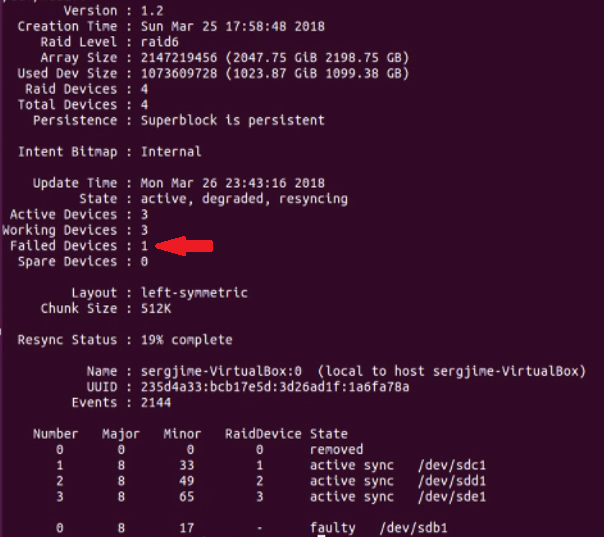 Version : 1.2
Creation Time : Sun Mar 25 17:58:48 2018
Raid Level : raid6
Array Size : 2147219456 (2047.75 GiB 2198.75 GB)
Used Dev Size : 1073609728 (1023.87 GiB 1099.38 GB)
Raid Devices : 4
Total Devices : 4
Persistence : Superblock is persistent
Intent Bitmap : Internal
Update Time : Mon Mar 26 23:43:16 2018
State : active, degraded, resyncing
Active Devices : 3
Working Devices : 3
Failed Devices : 1
Spare Devices : 0
Layout : left-symmetric
Chunk Size : 512K
Resync Status : 19% complete
Name : sergjime-VirtualBox:0 (local to host sergjime-VirtualBox)
UUID : 235d4a33:bcb17e5d:3d26ad1f:1a6fa78a
Events : 2144
Number Major Minor RaidDevice State
0 0 0 0 removed
1 8 33 1 active sync /dev/sdc1
2 8 49 2 active sync /dev/sdd1
3 8 65 3 active sync /dev/sde1
0 8 17 - faulty /dev/sdb1